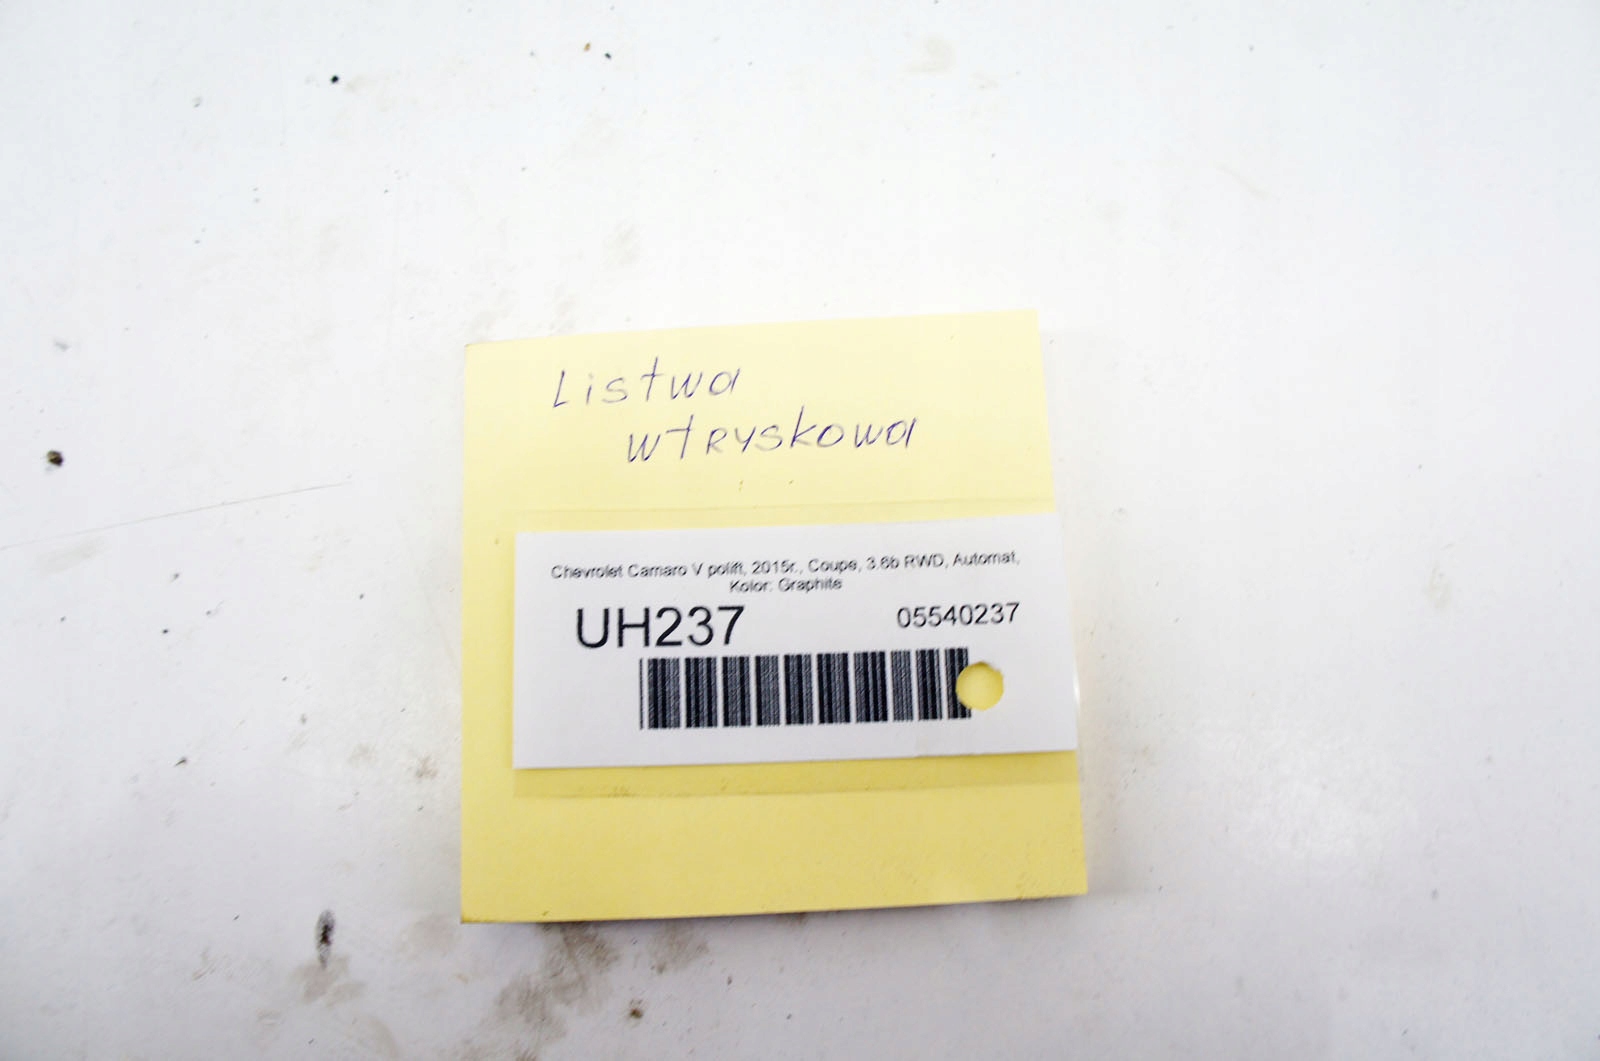 Listwa
wtryskowa
Chevrolet Camaro V polift, 2015r., Coupe, 3.6b RWD, Automat,
Kolor: Graphite
UH237
05540237